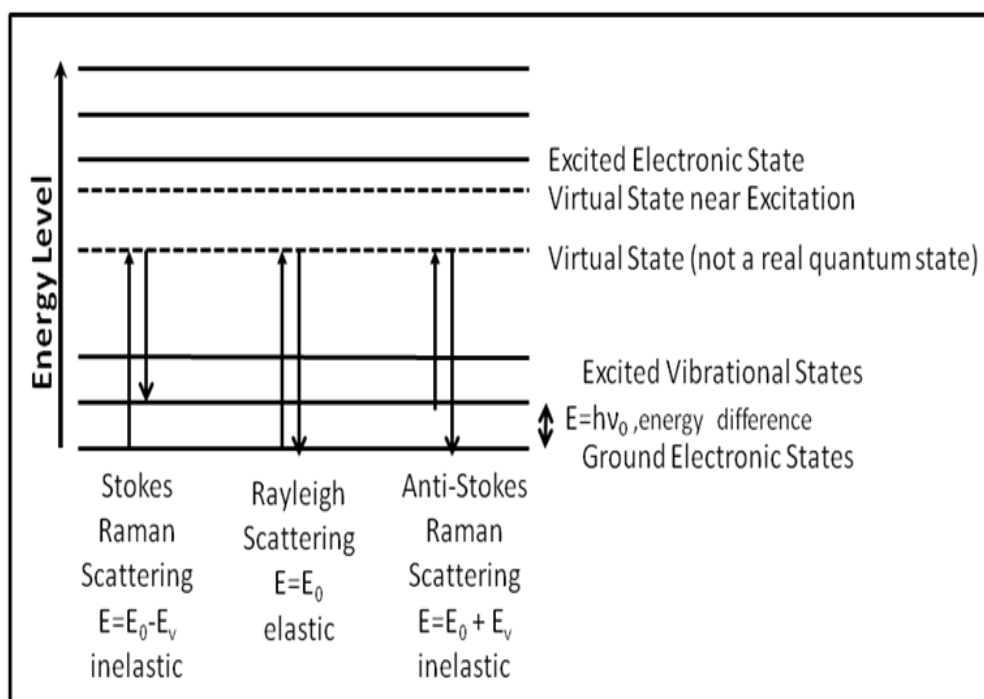 Energy Level
Excited Electronic State
Virtual State near Excitation
Virtual State (not a real quantum state)
Excited Vibrational States
E=hν₀ ,energy difference
Ground Electronic States
Stokes
Raman
Scattering
E=E₀-Eᵥ
inelastic
Rayleigh
Scattering
E=E₀
elastic
Anti-Stokes
Raman
Scattering
E=E₀ + Eᵥ
inelastic